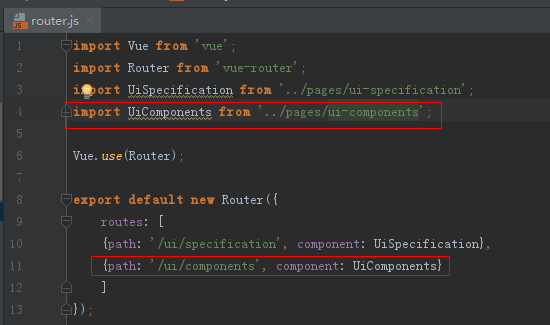 router.js
1 import Vue from 'vue';
2 import Router from 'vue-router';
3 import UiSpecification from '../pages/ui-specification';
4 import UiComponents from '../pages/ui-components';
5
6 Vue.use(Router);
7
8 export default new Router({
9 routes: [
10 {path: '/ui/specification', component: UiSpecification},
11 {path: '/ui/components', component: UiComponents}
12 ]
13 });